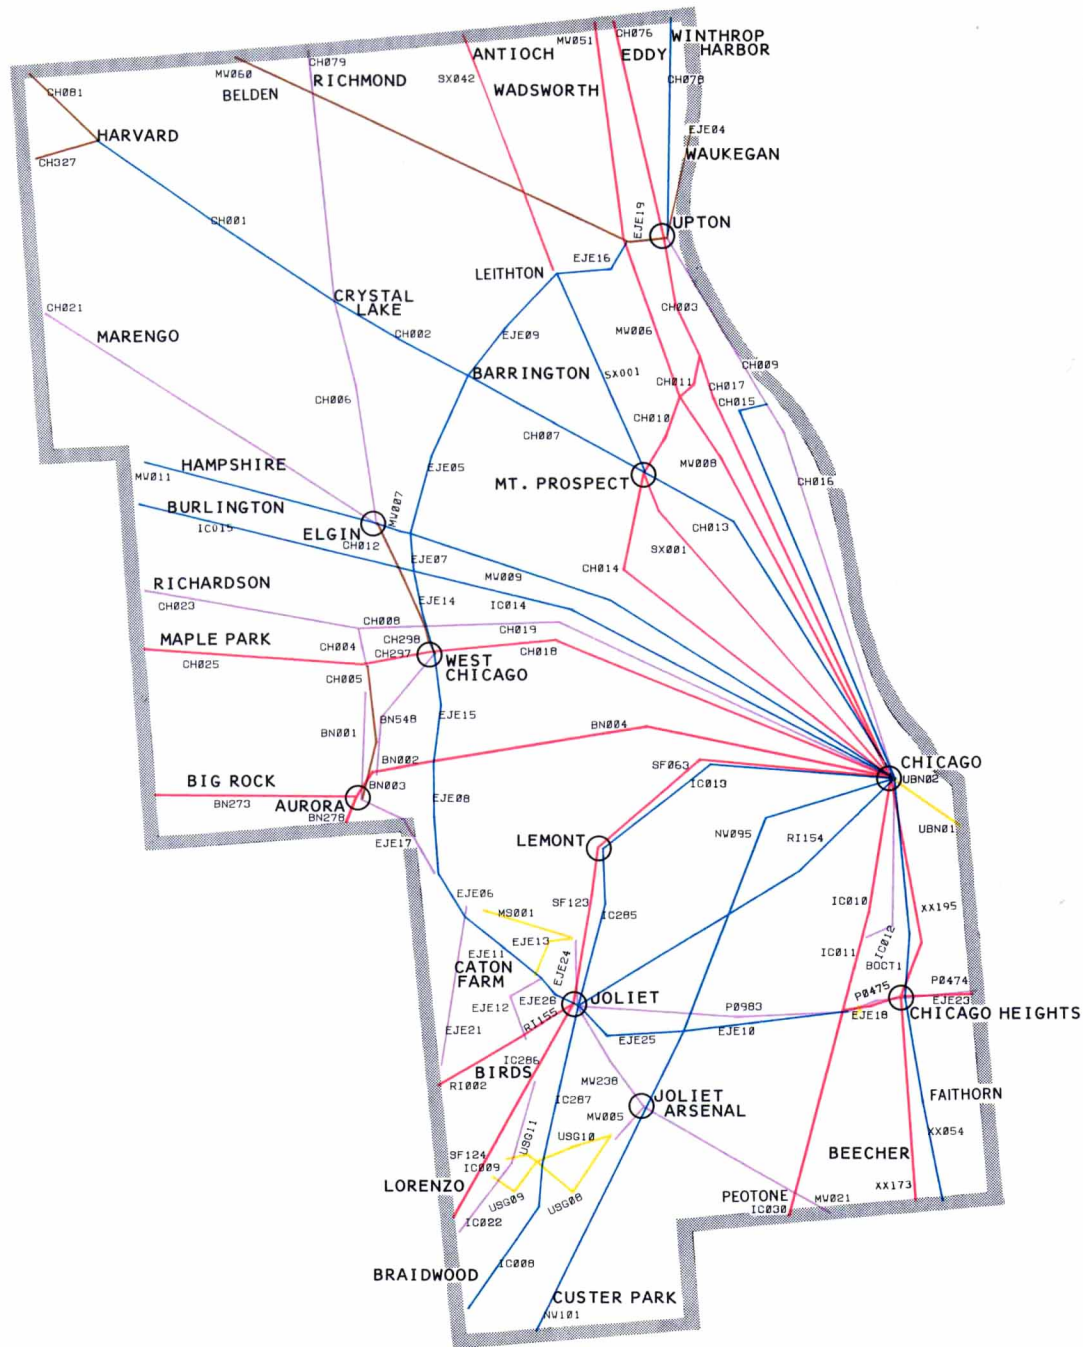 MW051
CH076
WINTHROP
HARBOR
ANTIOCH
EDDY
CH079
MW060
RICHMOND
SX042
CH078
BELDEN
WADSWORTH
CH081
HARVARD
EJE04
WAUKEGAN
CH327
CH001
EJE19
UPTON
EJE16
LEITHTON
CRYSTAL
LAKE
CH021
CH003
MARENGO
CH002
EJE09
MW006
CH009
BARRINGTON
SX001
CH011
CH017
CH006
CH015
CH010
CH007
HAMPSHIRE
EJE05
MW008
MW011
MT. PROSPECT
CH016
BURLINGTON
MW007
IC015
ELGIN
CH013
CH012
SX001
EJE07
CH014
RICHARDSON
MW009
CH023
EJE14
IC014
CH008
CH019
MAPLE PARK
CH004
CH298
CH018
CH297
CH025
WEST
CHICAGO
CH005
BN548
EJE15
BN001
BN004
BN002
SF063
CHICAGO
BIG ROCK
BN003
IC013
UBN02
BN273
AURORA
EJE08
BN278
UBN01
EJE17
LEMONT
NW095
RI154
EJE06
MS001
SF123
IC285
IC010
XX195
EJE13
EJE11
IC012
IC011
CATON
FARM
EJE24
BOCT1
P0474
EJE12
EJE26
JOLIET
P0475
EJE23
P0983
EJE18
CHICAGO HEIGHTS
RI155
EJE21
EJE25
EJE10
IC286
BIRDS
RI002
MW238
IC287
JOLIET
ARSENAL
FAITHORN
MW005
USG11
USG10
XX054
SF124
BEECHER
IC009
LORENZO
XX173
USG09
USG08
PEOTONE
MW021
IC030
IC022
IC008
BRAIDWOOD
CUSTER PARK
NW101